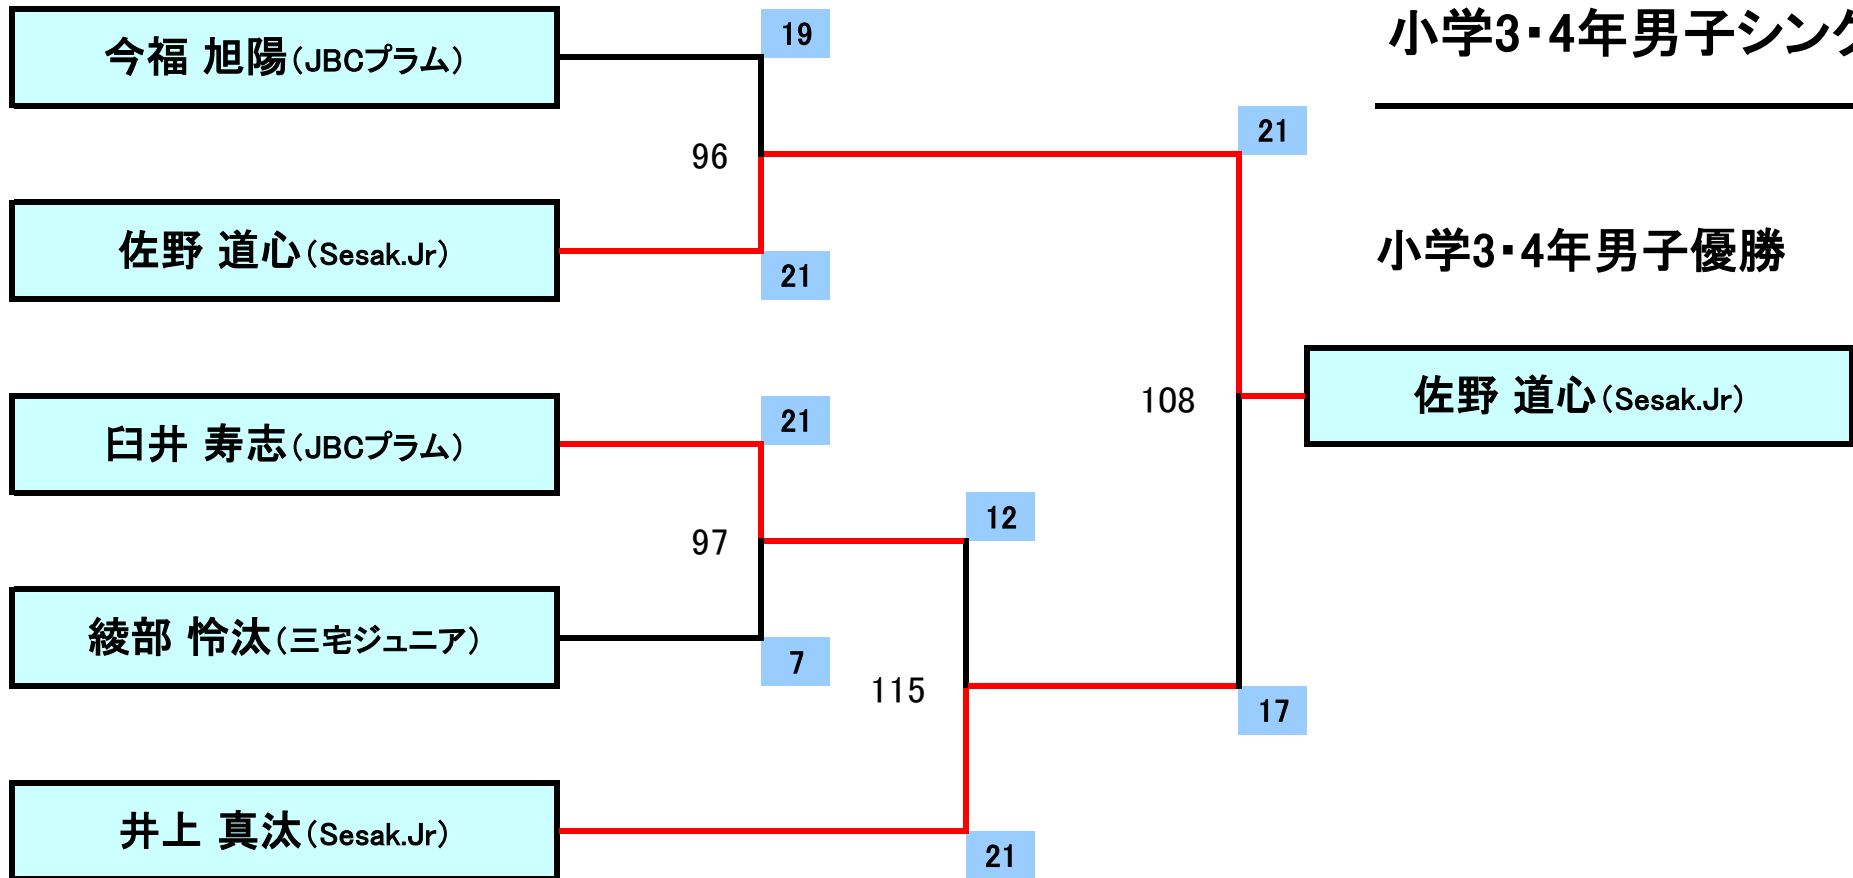 小学3・4年男子シング
今福 旭陽(JBCプラム)
19
21
96
佐野 道心(Sesak.Jr)
21
小学3・4年男子優勝
臼井 寿志(JBCプラム)
21
108
佐野 道心(Sesak.Jr)
12
97
綾部 怜汰(三宅ジュニア)
7
115
17
井上 真汰(Sesak.Jr)
21